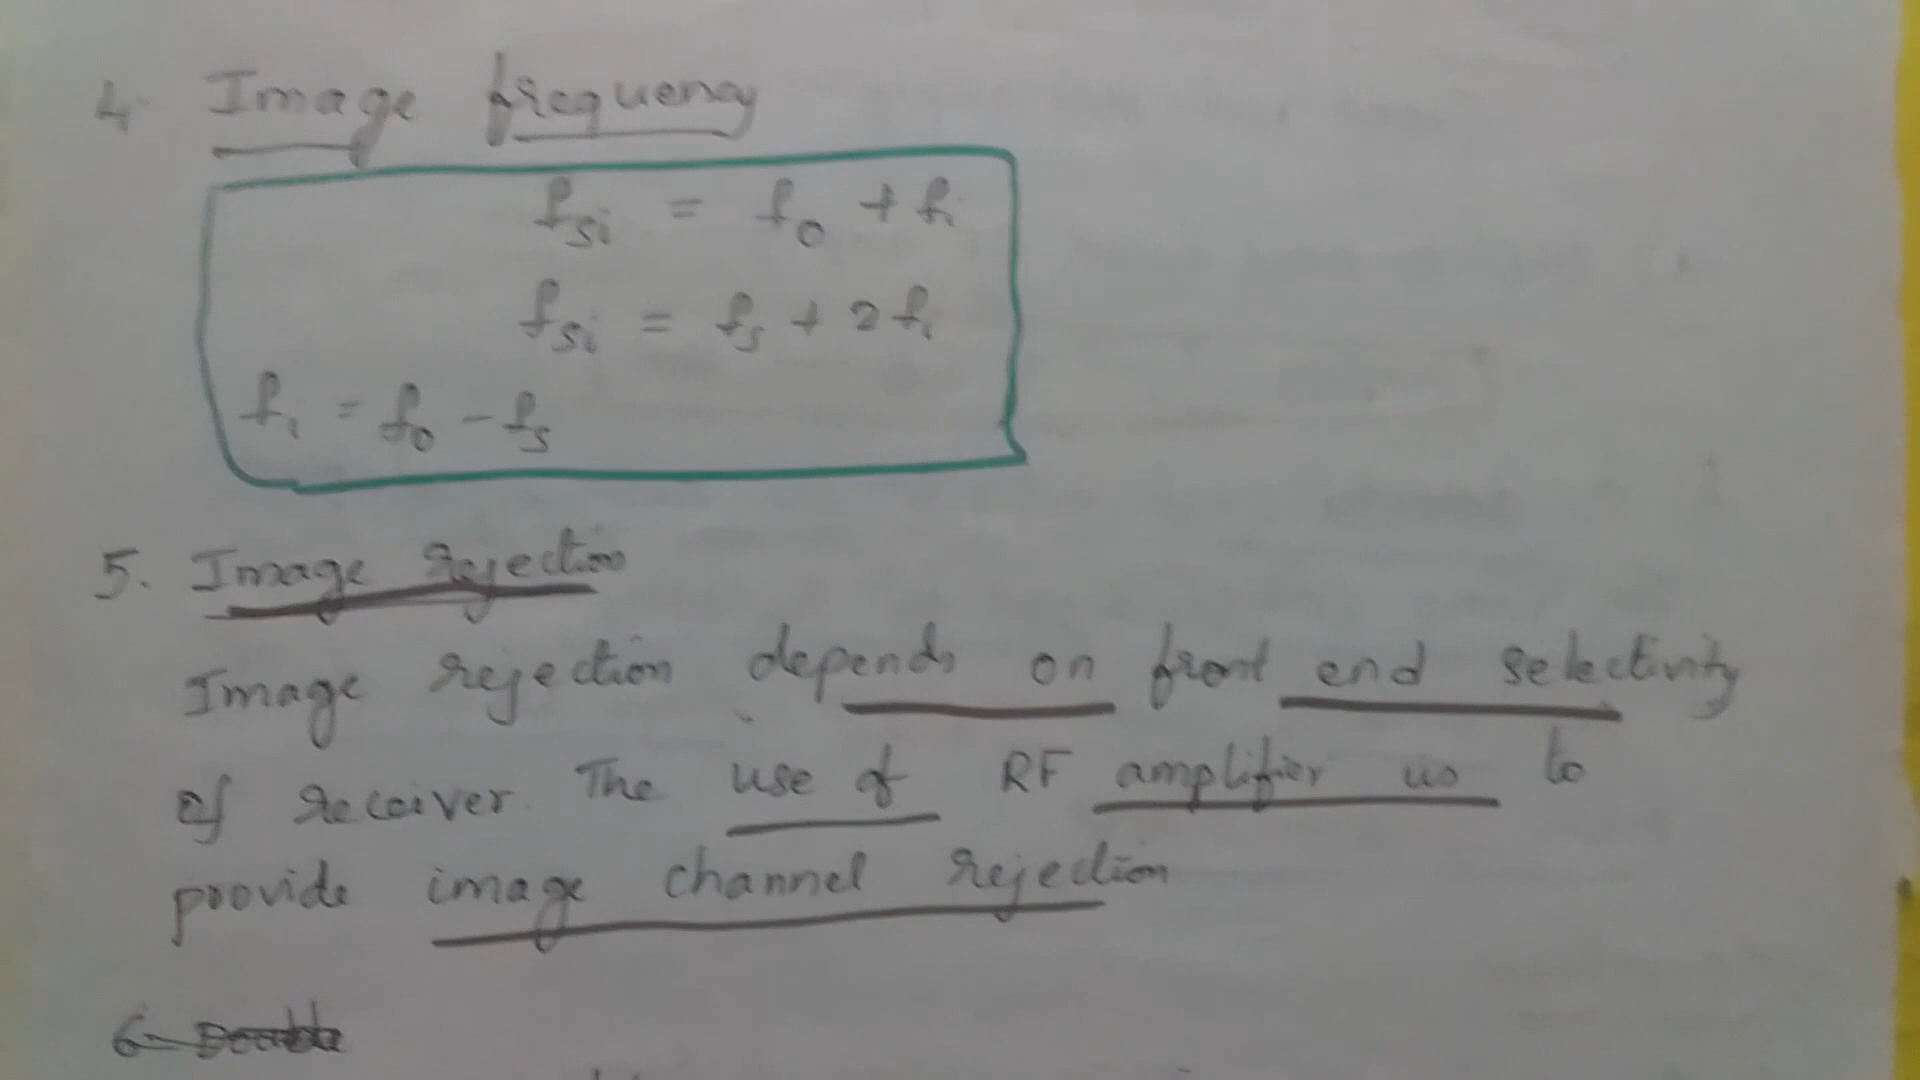 4. Image frequency
fsi = fo + fi
fsi = fs + 2fi
fi = fo - fs
5. Image rejection
Image rejection depends on front end selectivity
of receiver. The use of RF amplifier us to
provide image channel rejection
6 Double